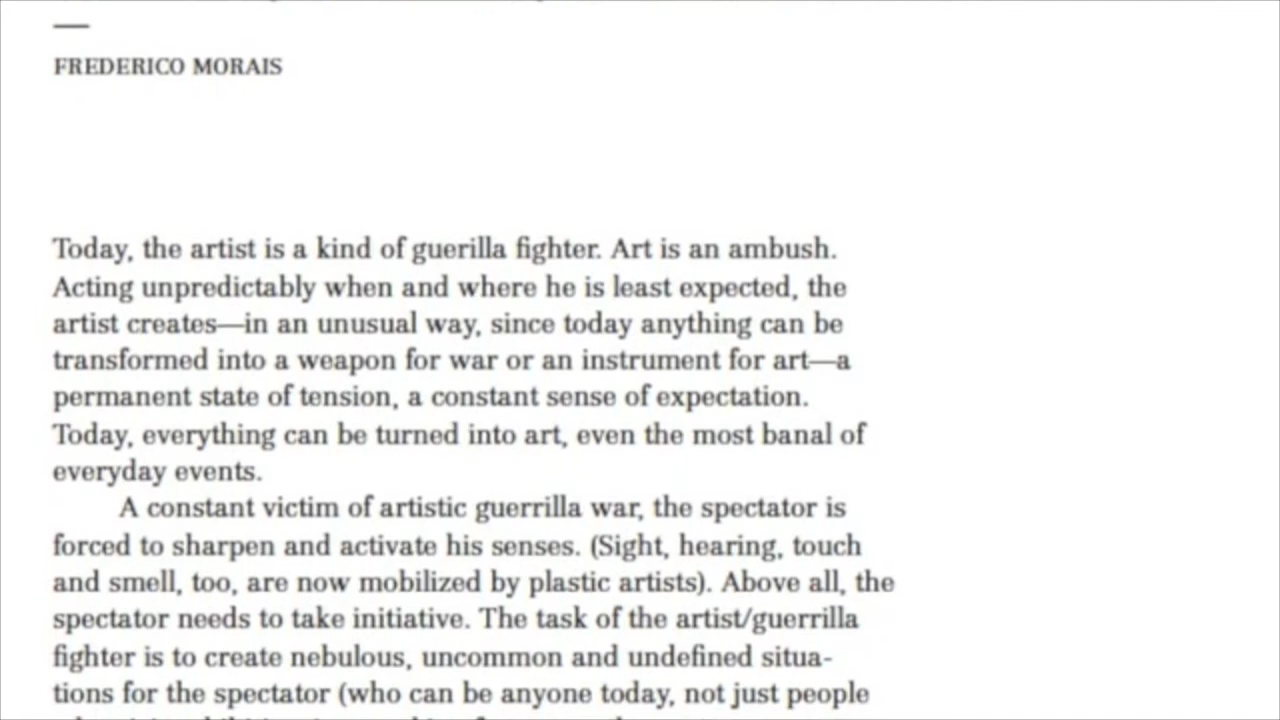 FREDERICO MORAIS
Today, the artist is a kind of guerilla fighter. Art is an ambush.
Acting unpredictably when and where he is least expected, the
artist creates—in an unusual way, since today anything can be
transformed into a weapon for war or an instrument for art—a
permanent state of tension, a constant sense of expectation.
Today, everything can be turned into art, even the most banal of
everyday events.
A constant victim of artistic guerrilla war, the spectator is
forced to sharpen and activate his senses. (Sight, hearing, touch
and smell, too, are now mobilized by plastic artists). Above all, the
spectator needs to take initiative. The task of the artist/guerrilla
fighter is to create nebulous, uncommon and undefined situa-
tions for the spectator (who can be anyone today, not just people